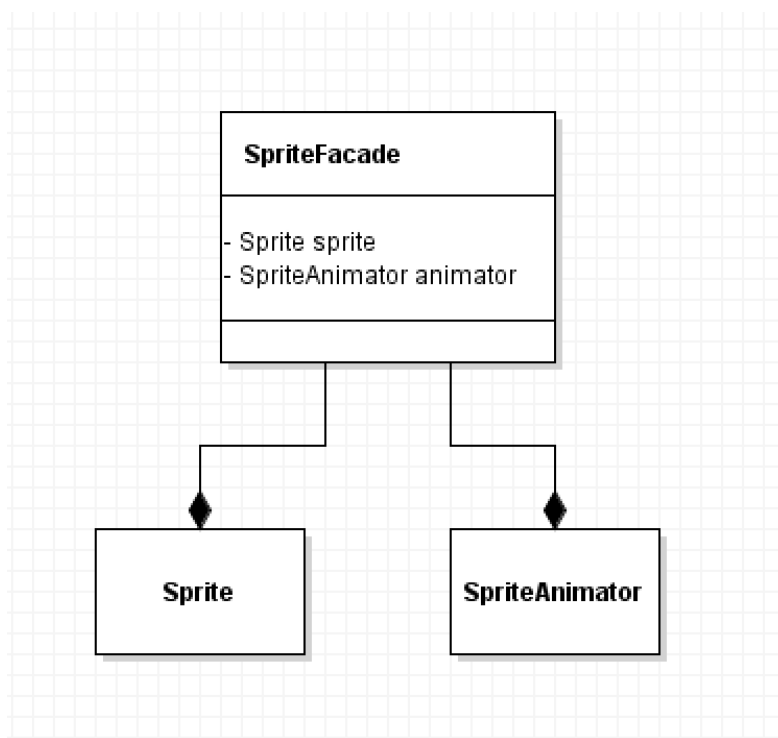 SpriteFacade
- Sprite sprite
- SpriteAnimator animator
Sprite
SpriteAnimator